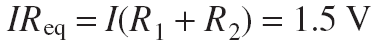 IR_eq = I(R_1 + R_2) = 1.5 V